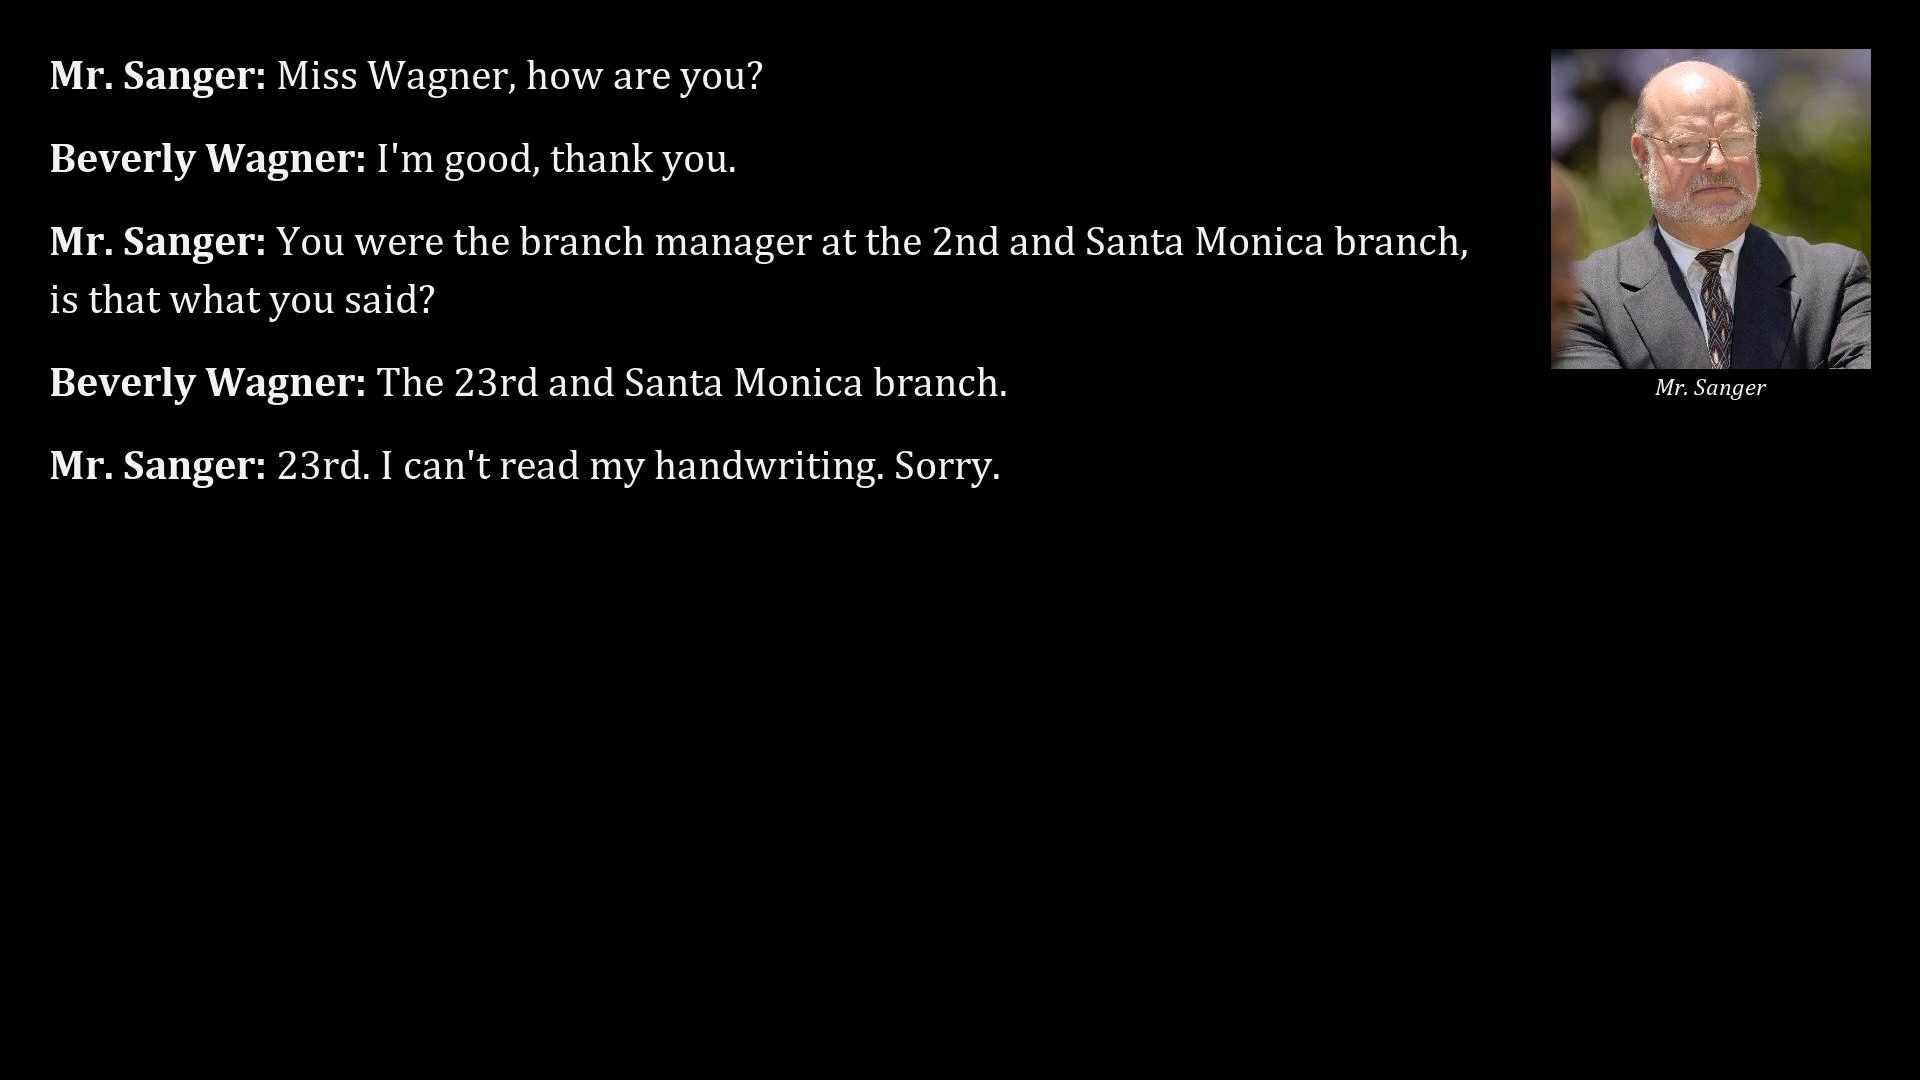 Mr. Sanger: Miss Wagner, how are you?
Beverly Wagner: I'm good, thank you.
Mr. Sanger: You were the branch manager at the 2nd and Santa Monica branch,
is that what you said?
Beverly Wagner: The 23rd and Santa Monica branch.
Mr. Sanger: 23rd. I can't read my handwriting. Sorry.
Mr. Sanger